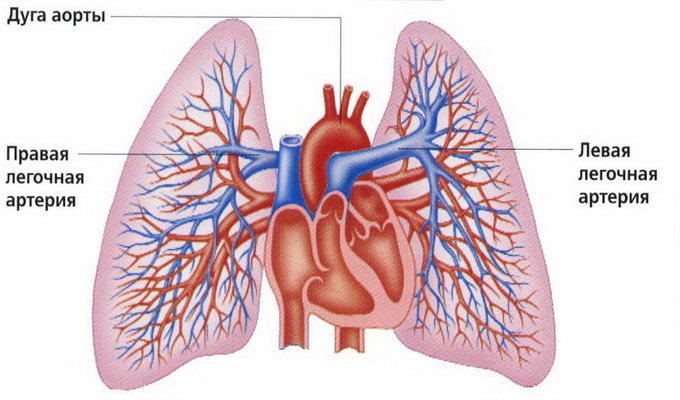 Дуга аорты
Правая
легочная
артерия
Левая
легочная
артерия